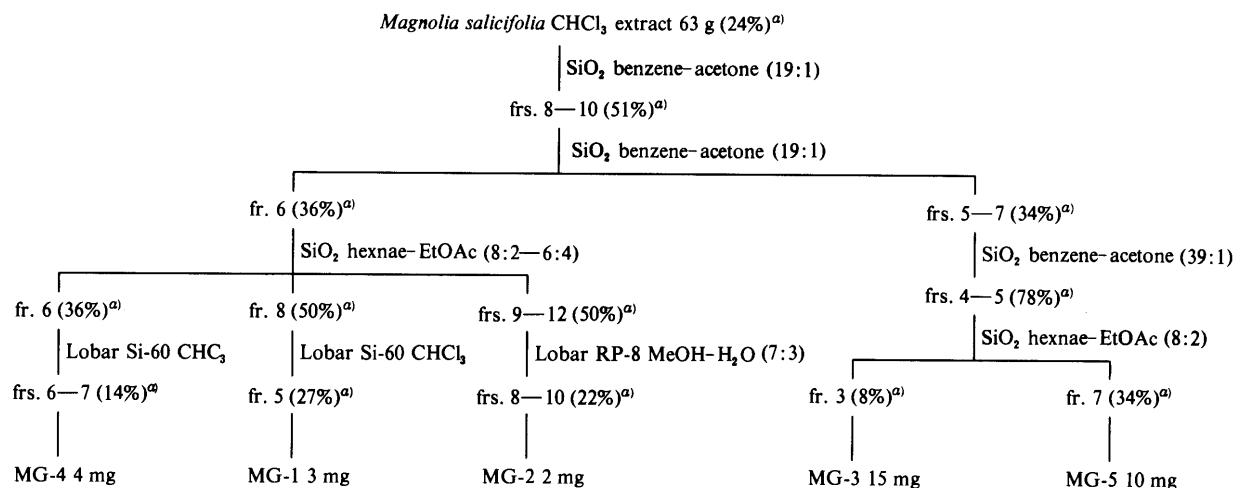 Magnolia salicifolia CHCl₃ extract 63 g (24%)ᵃ⁾
SiO₂ benzene–acetone (19:1)
frs. 8—10 (51%)ᵃ⁾
SiO₂ benzene–acetone (19:1)
fr. 6 (36%)ᵃ⁾
frs. 5—7 (34%)ᵃ⁾
SiO₂ hexnae–EtOAc (8:2—6:4)
SiO₂ benzene–acetone (39:1)
fr. 6 (36%)ᵃ⁾
fr. 8 (50%)ᵃ⁾
frs. 9—12 (50%)ᵃ⁾
frs. 4—5 (78%)ᵃ⁾
Lobar Si-60 CHC₃
Lobar Si-60 CHCl₃
Lobar RP-8 MeOH–H₂O (7:3)
SiO₂ hexnae–EtOAc (8:2)
frs. 6—7 (14%)ᵃ⁾
fr. 5 (27%)ᵃ⁾
frs. 8—10 (22%)ᵃ⁾
fr. 3 (8%)ᵃ⁾
fr. 7 (34%)ᵃ⁾
MG-4 4 mg
MG-1 3 mg
MG-2 2 mg
MG-3 15 mg
MG-5 10 mg